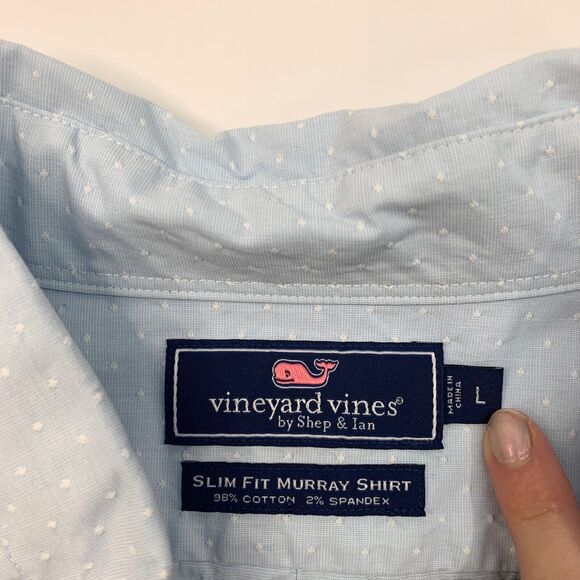 vineyard vines®
by Shep & Ian
MADE IN
CHINA
L
SLIM FIT MURRAY SHIRT
98% COTTON 2% SPANDEX